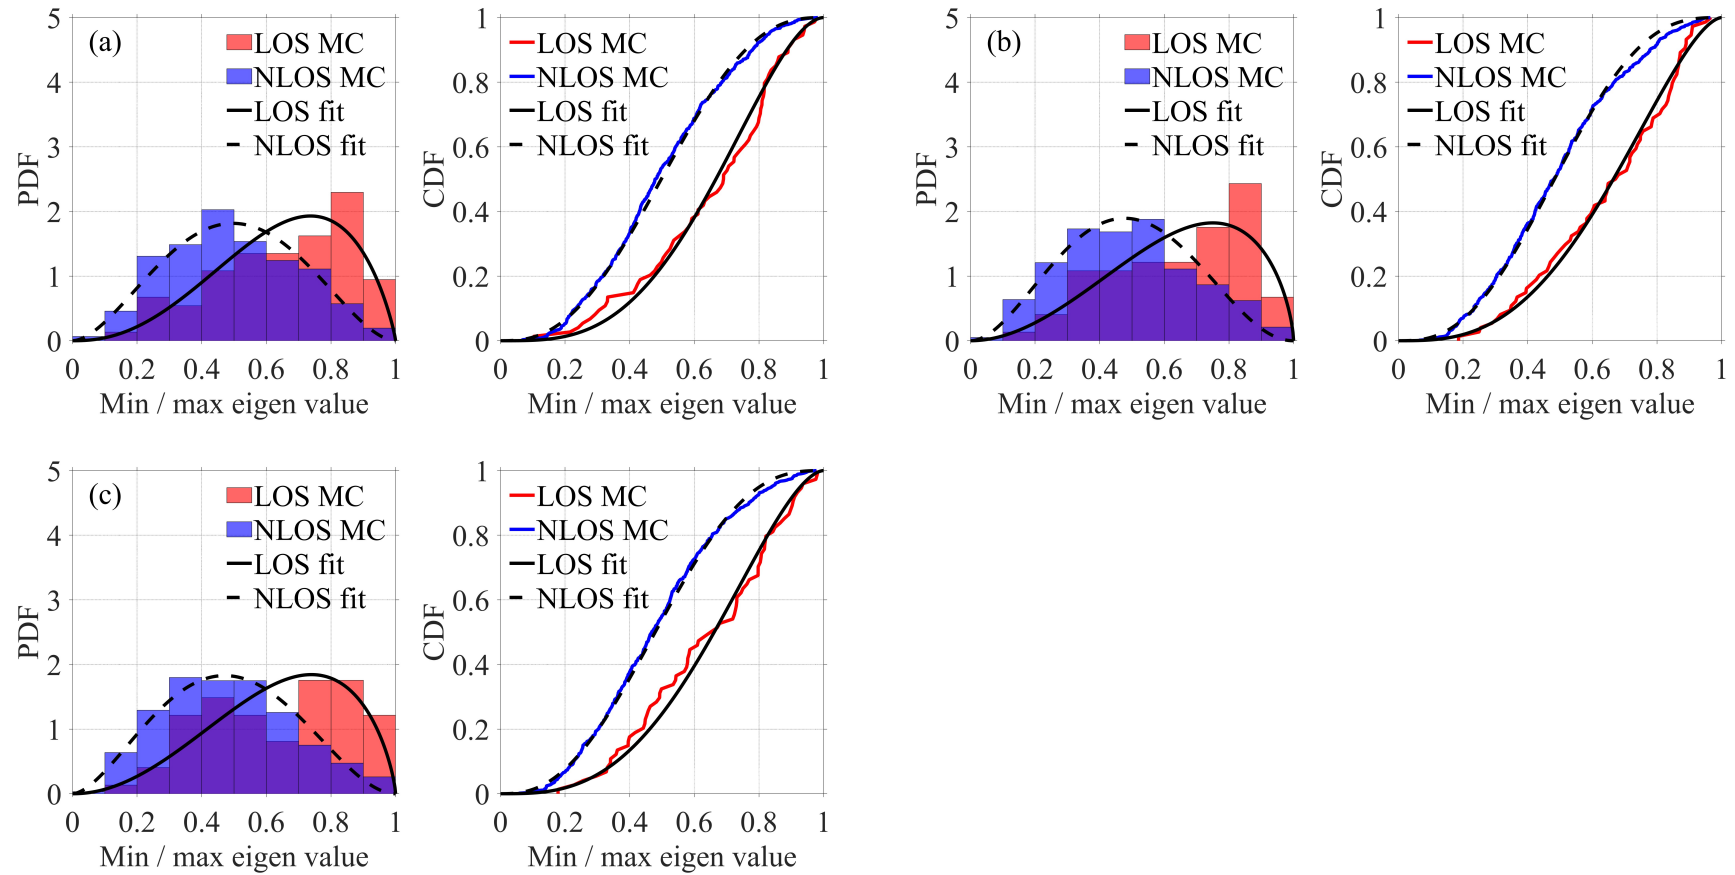 (a)
LOS MC
NLOS MC
LOS fit
NLOS fit
PDF
5
4
3
2
1
0
0 0.2 0.4 0.6 0.8 1
Min / max eigen value
LOS MC
NLOS MC
LOS fit
NLOS fit
CDF
1
0.8
0.6
0.4
0.2
0
0 0.2 0.4 0.6 0.8 1
Min / max eigen value
(b)
LOS MC
NLOS MC
LOS fit
NLOS fit
PDF
5
4
3
2
1
0
0 0.2 0.4 0.6 0.8 1
Min / max eigen value
LOS MC
NLOS MC
LOS fit
NLOS fit
CDF
1
0.8
0.6
0.4
0.2
0
0 0.2 0.4 0.6 0.8 1
Min / max eigen value
(c)
LOS MC
NLOS MC
LOS fit
NLOS fit
PDF
5
4
3
2
1
0
0 0.2 0.4 0.6 0.8 1
Min / max eigen value
LOS MC
NLOS MC
LOS fit
NLOS fit
CDF
1
0.8
0.6
0.4
0.2
0
0 0.2 0.4 0.6 0.8 1
Min / max eigen value